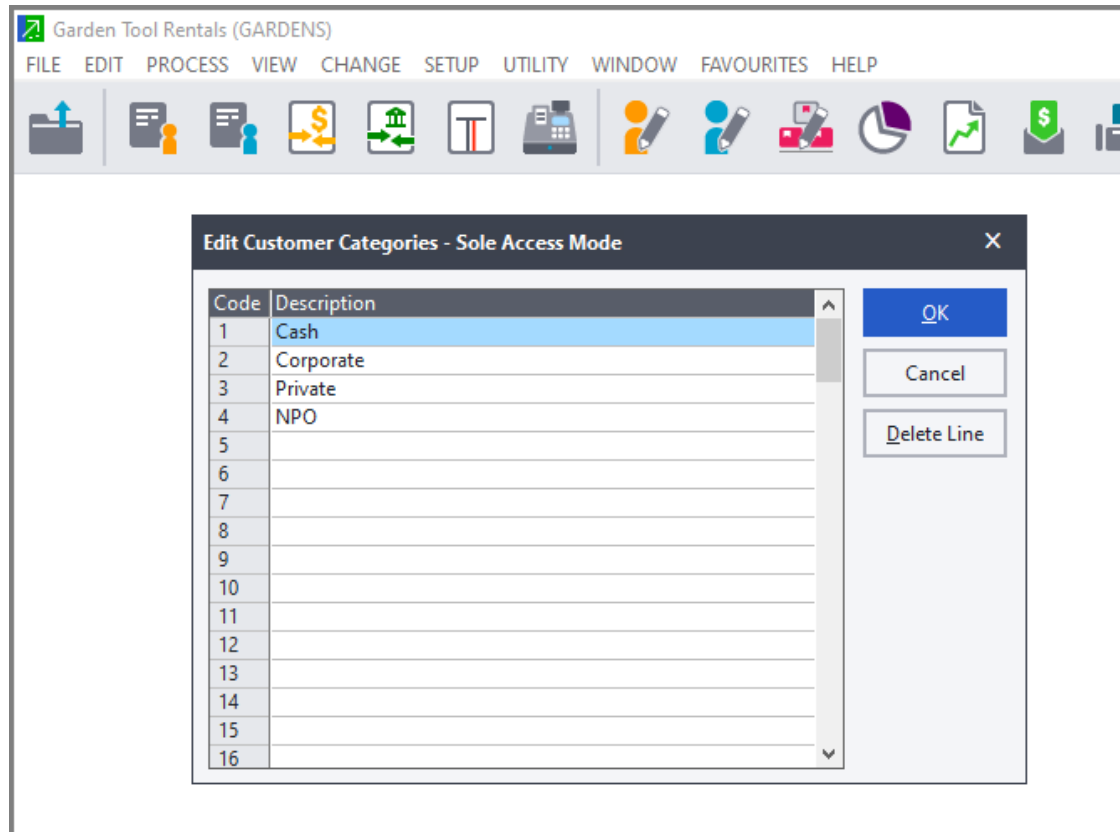 Garden Tool Rentals (GARDENS)
FILE EDIT PROCESS VIEW CHANGE SETUP UTILITY WINDOW FAVOURITES HELP
Edit Customer Categories - Sole Access Mode
Code Description
1 Cash
2 Corporate
3 Private
4 NPO
5
6
7
8
9
10
11
12
13
14
15
16
OK
Cancel
Delete Line